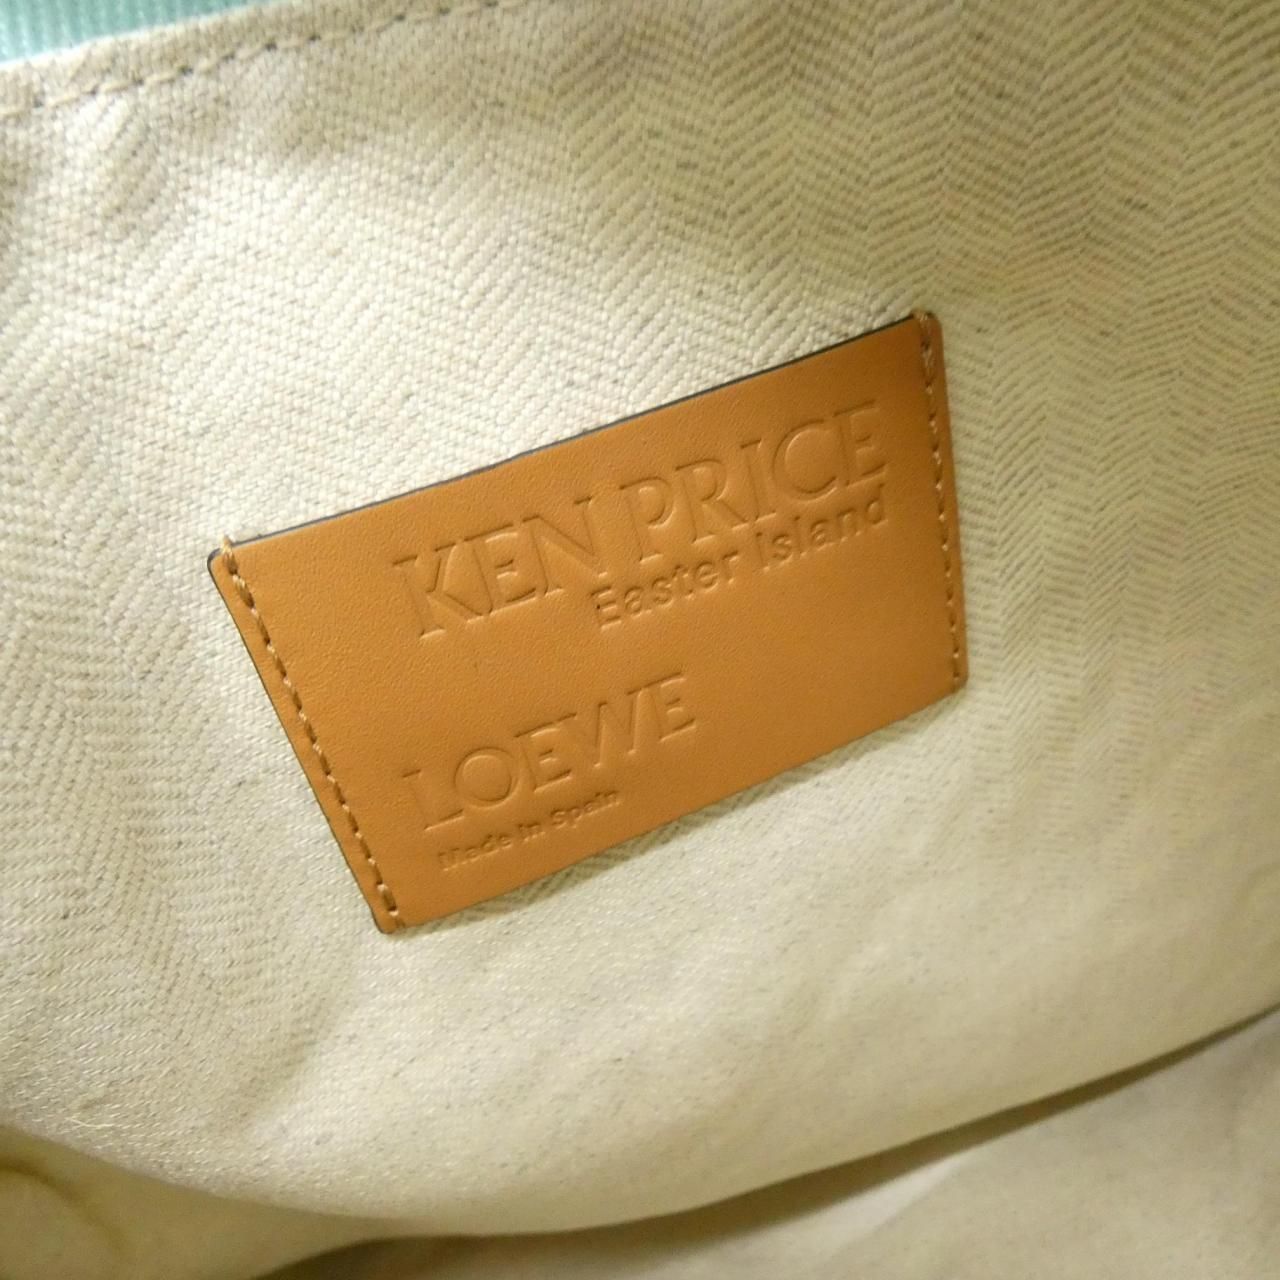 KEN PRICE
Easter Island
LOEWE
Made in Spain